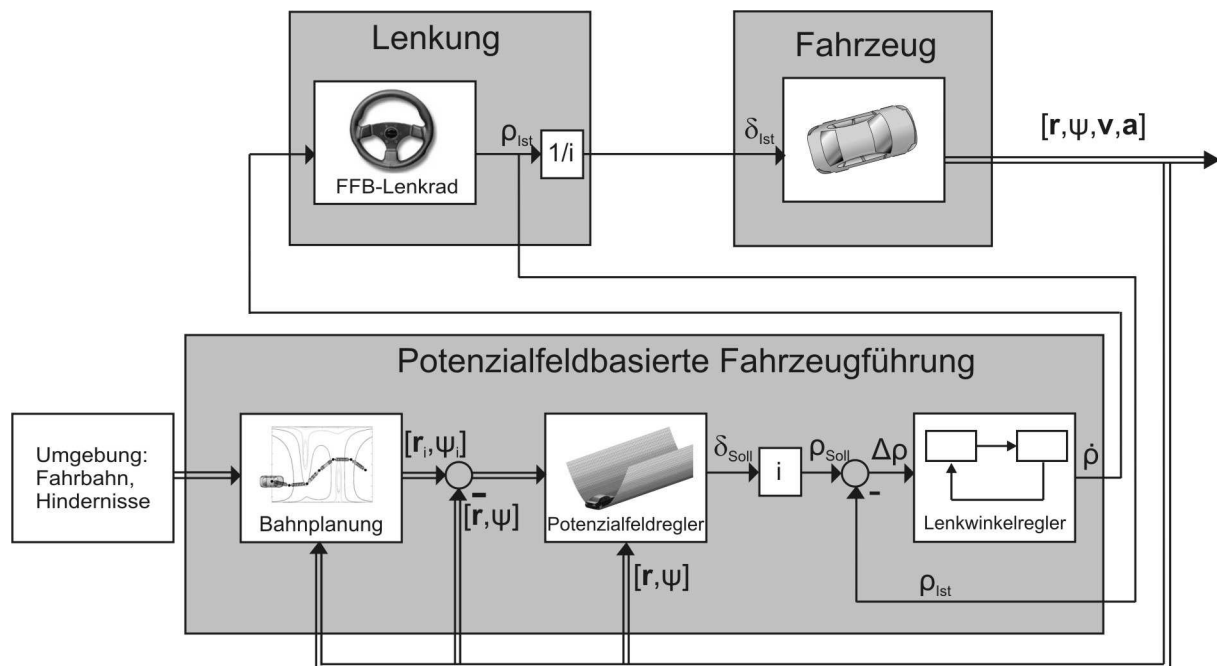 Lenkung
Fahrzeug
FFB-Lenkrad
ρIst
1/i
δIst
[r,ψ,v,a]
Potenzialfeldbasierte Fahrzeugführung
Umgebung:
Fahrbahn,
Hindernisse
Bahnplanung
[ri,ψi]
-
[r,ψ]
Potenzialfeldregler
[r,ψ]
δSoll
i
ρSoll
-
Δρ
Lenkwinkelregler
ρ̇
ρIst